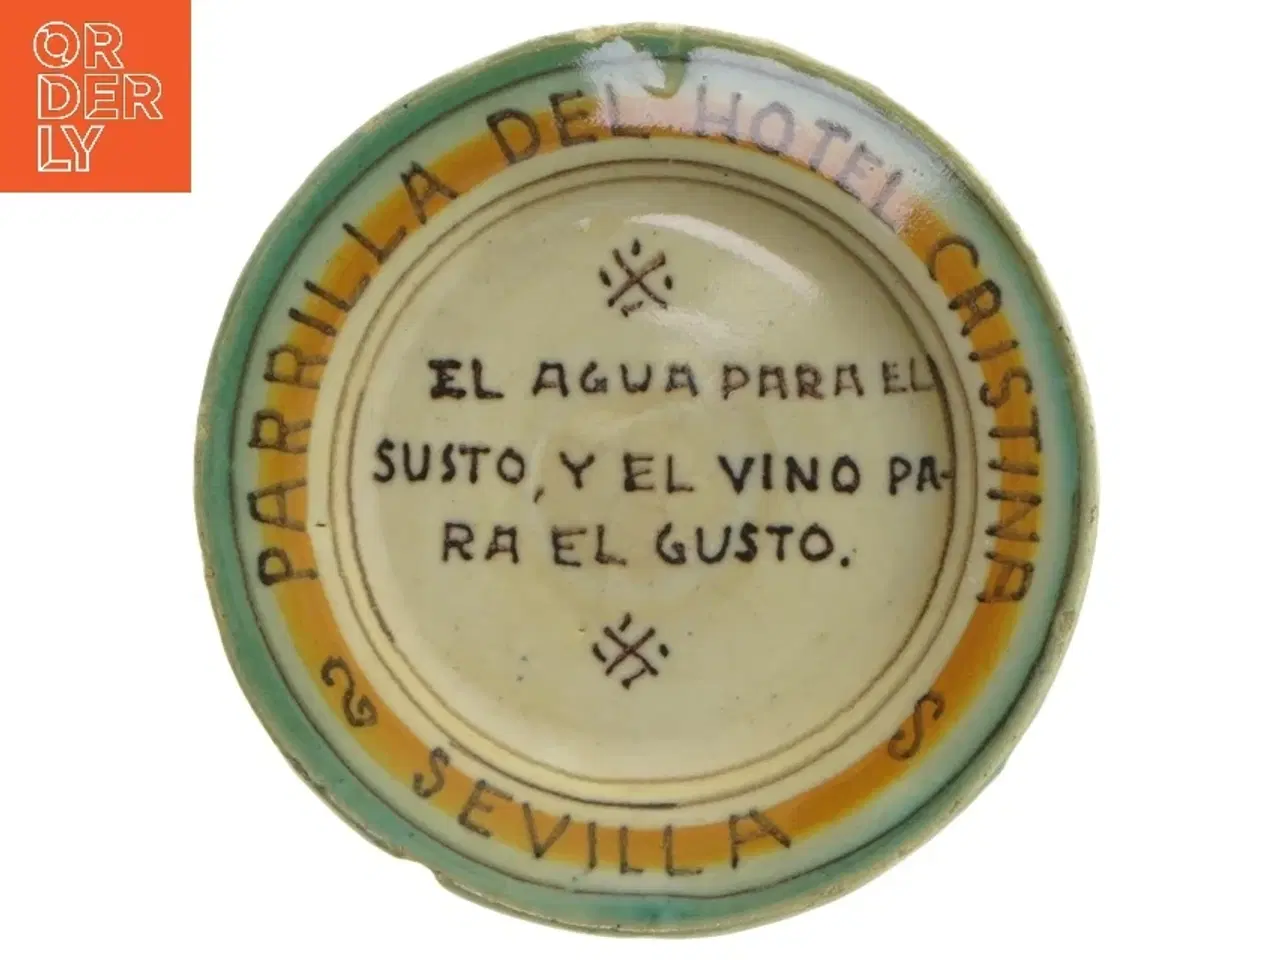 ORDERLY
PARRILLA DEL HOTEL CRISTINA
EL AGUA PARA EL
SUSTO, Y EL VINO PA-
RA EL GUSTO.
SEVILLA